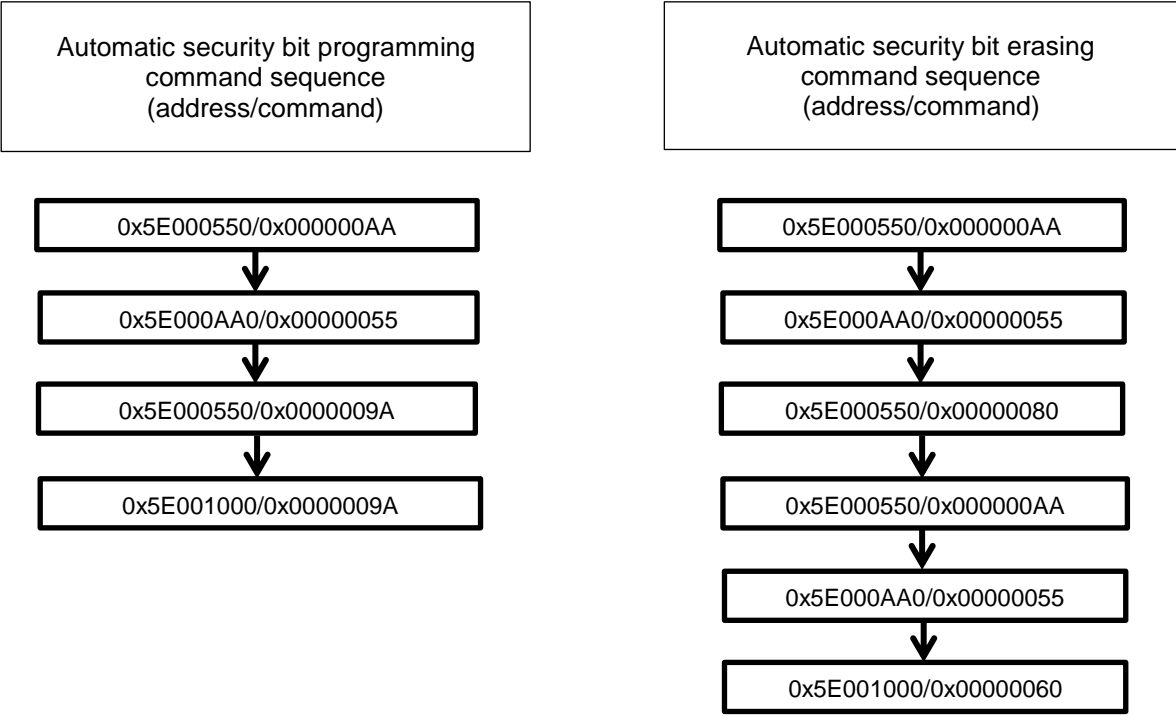 Automatic security bit programming
command sequence
(address/command)
0x5E000550/0x000000AA
0x5E000AA0/0x00000055
0x5E000550/0x0000009A
0x5E001000/0x0000009A
Automatic security bit erasing
command sequence
(address/command)
0x5E000550/0x000000AA
0x5E000AA0/0x00000055
0x5E000550/0x00000080
0x5E000550/0x000000AA
0x5E000AA0/0x00000055
0x5E001000/0x00000060